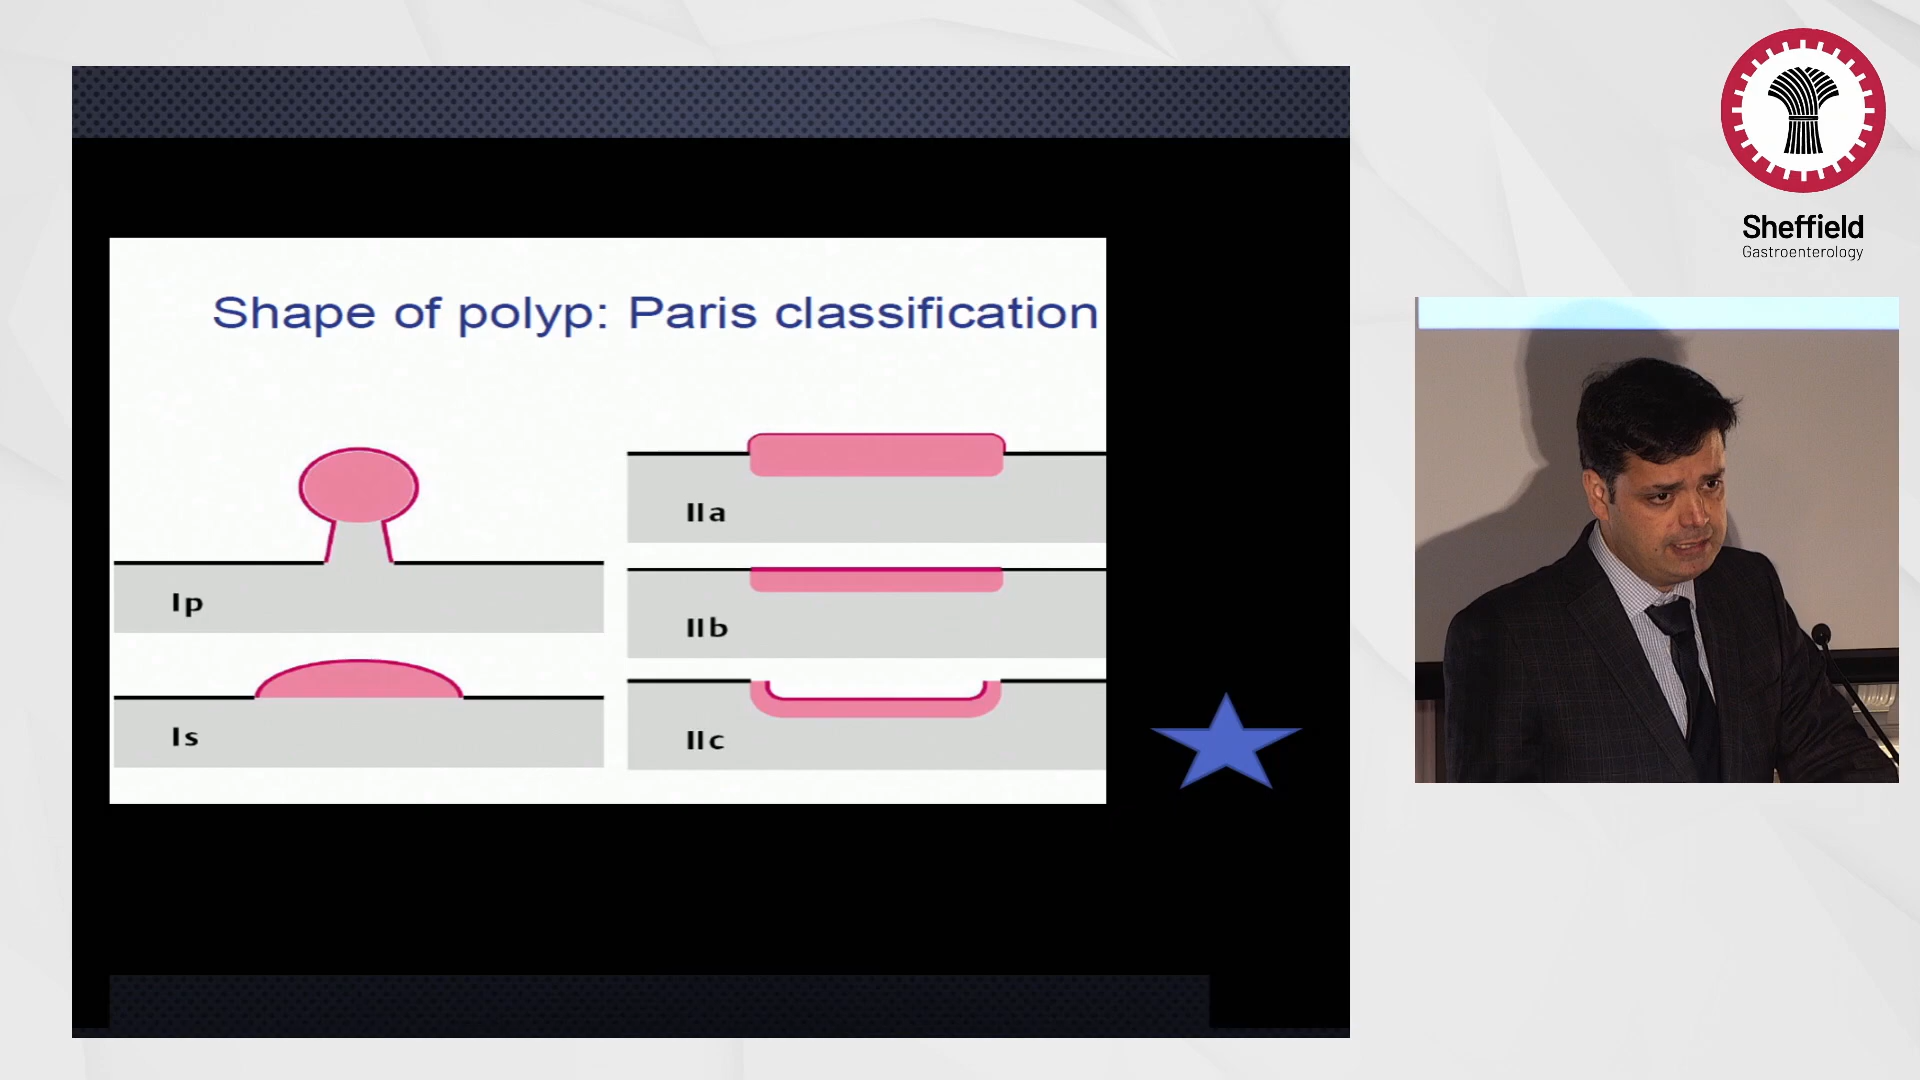 Shape of polyp: Paris classification
Ip
Is
IIa
IIb
IIc
Sheffield
Gastroenterology